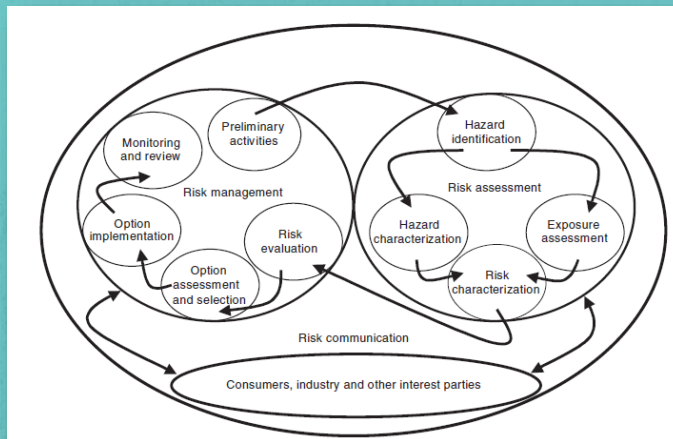 Preliminary
activities
Monitoring
and review
Risk management
Option
implementation
Risk
evaluation
Option
assessment
and selection
Hazard
identification
Risk assessment
Hazard
characterization
Exposure
assessment
Risk
characterization
Risk communication
Consumers, industry and other interest parties